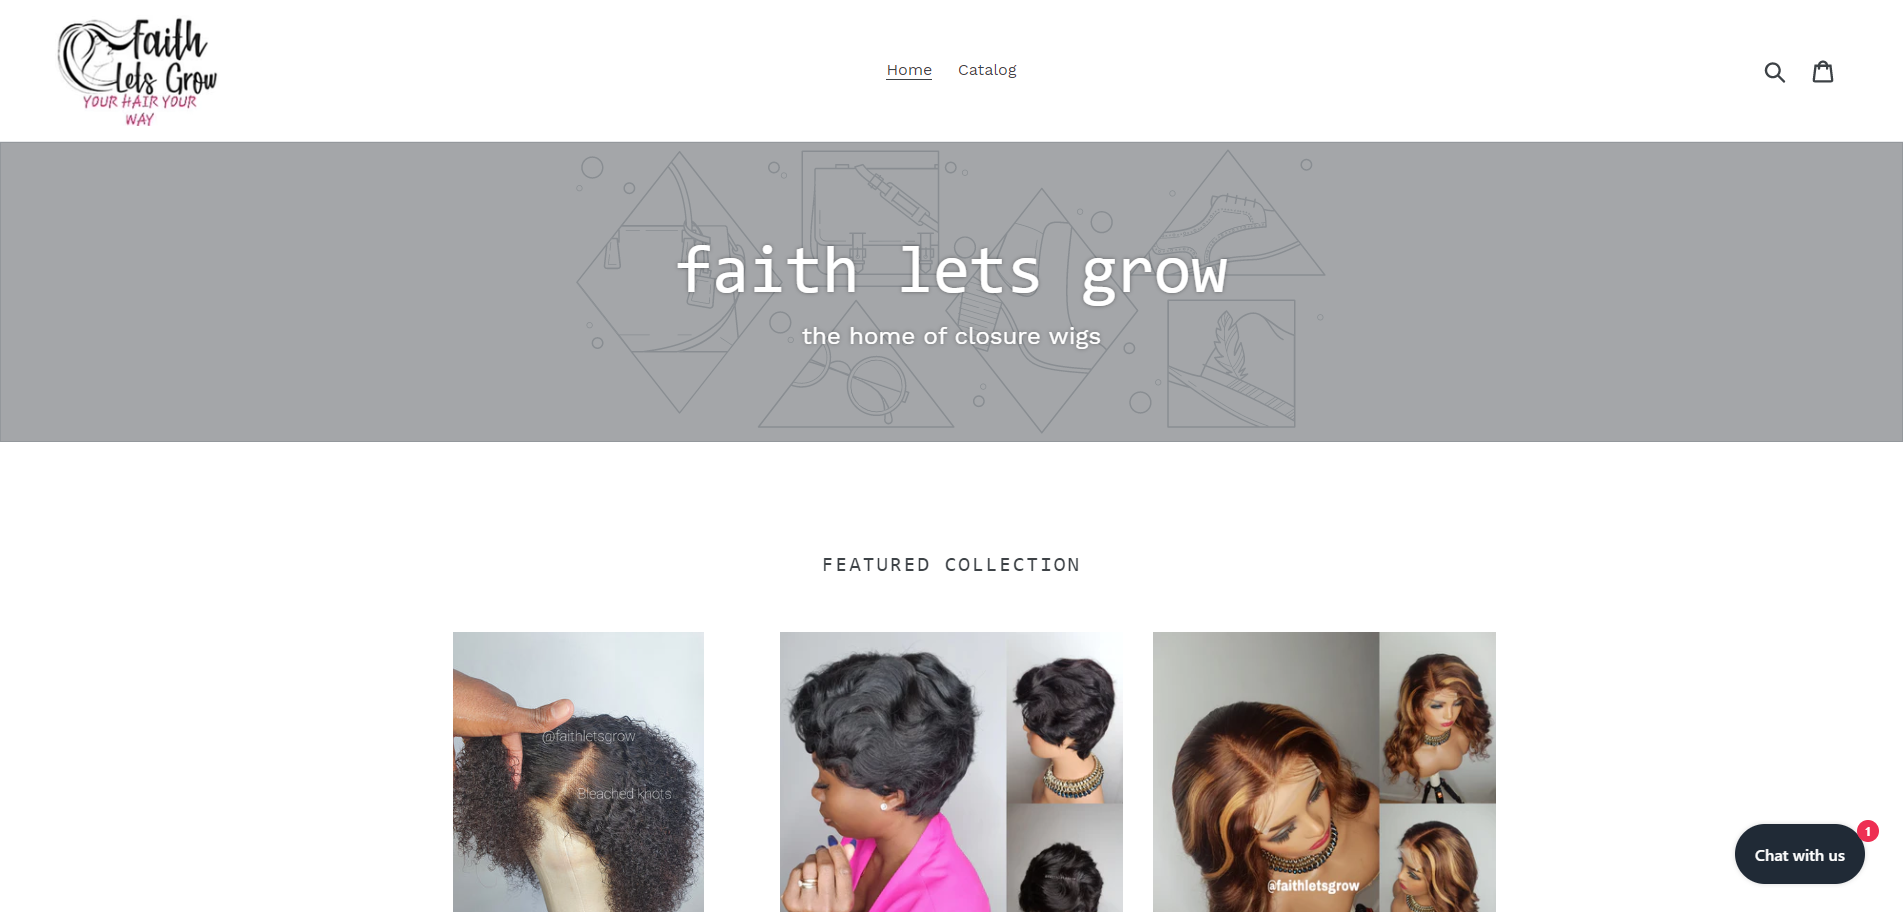 faith
Lets Grow
YOUR HAIR YOUR
WAY
Home
Catalog
faith lets grow
the home of closure wigs
FEATURED COLLECTION
@faithletsgrow
Bleached knots
@faithletsgrow
1
Chat with us